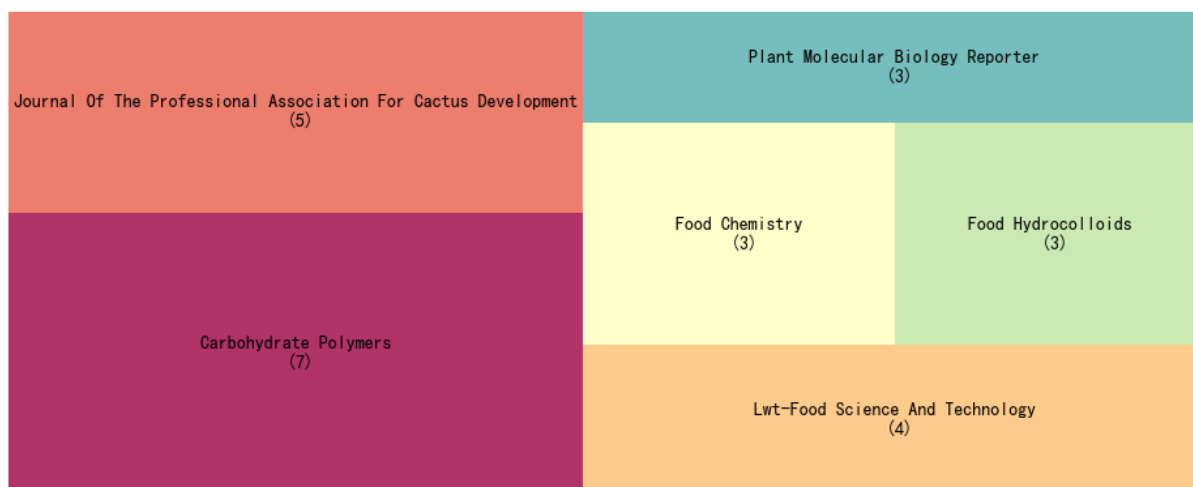 Journal Of The Professional Association For Cactus Development
(5)
Carbohydrate Polymers
(7)
Plant Molecular Biology Reporter
(3)
Food Chemistry
(3)
Food Hydrocolloids
(3)
Lwt-Food Science And Technology
(4)